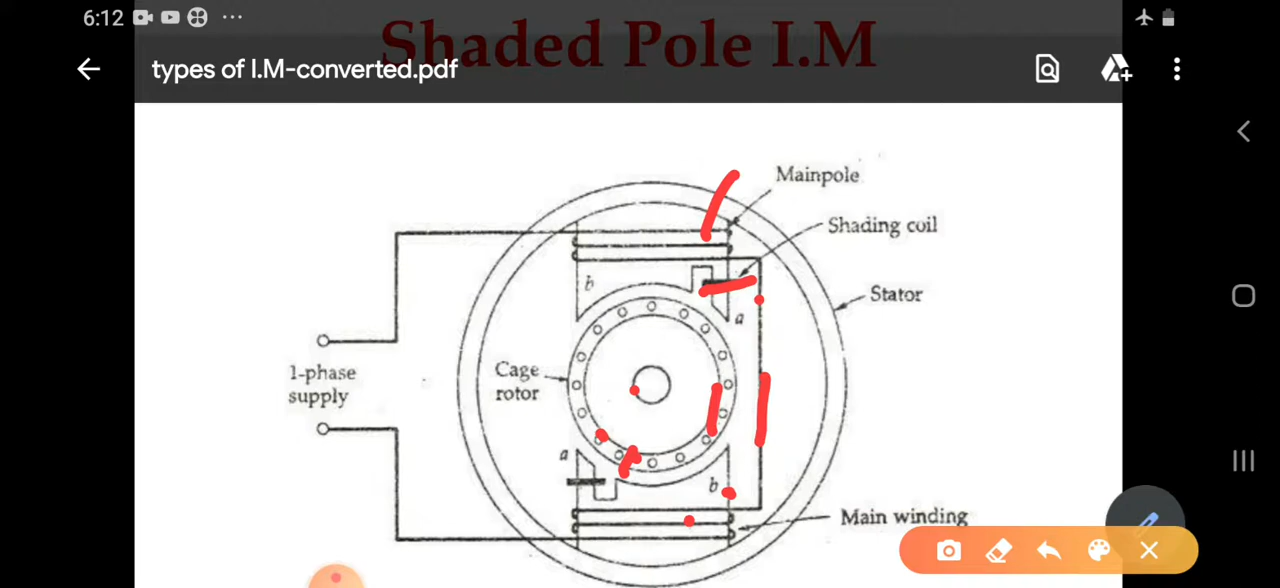 6:12
Shaded Pole I.M
types of I.M-converted.pdf
Mainpole
Shading coil
b
Stator
a
1-phase
supply
Cage
rotor
a
b
Main winding